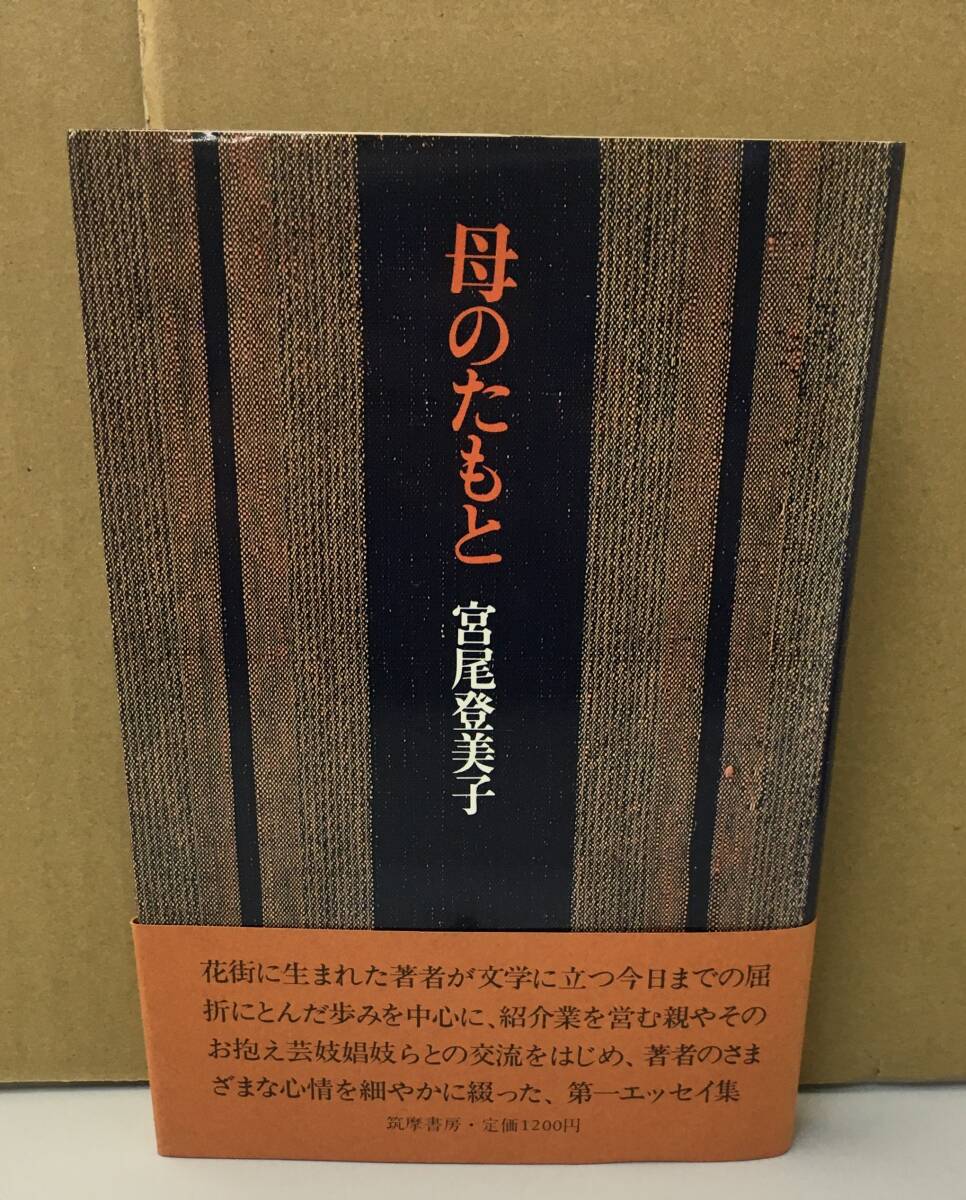 母のたもと
宮尾登美子
花街に生まれた著者が文学に立つ今日までの屈
折にとんだ歩みを中心に、紹介業を営む親やその
お抱え芸妓娼妓らとの交流をはじめ、著者のさま
ざまな心情を細やかに綴った、第一エッセイ集
筑摩書房・定価1200円